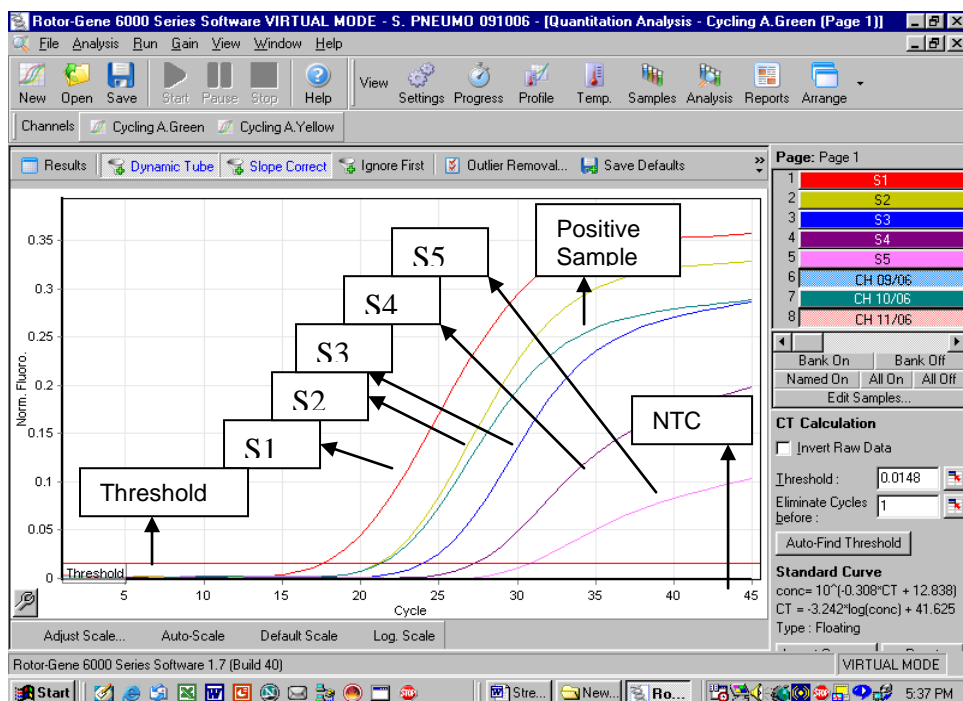 Rotor-Gene 6000 Series Software VIRTUAL MODE - S. PNEUMO 091006 - [Quantitation Analysis - Cycling A.Green (Page 1)]
File Analysis Run Gain View Window Help
New Open Save Start Pause Stop Help View Settings Progress Profile Temp. Samples Analysis Reports Arrange
Channels Cycling A.Green Cycling A.Yellow
Results Dynamic Tube Slope Correct Ignore First Outlier Removal... Save Defaults »
Page: Page 1
1 S1
2 S2
3 S3
4 S4
5 S5
6 CH 09/06
7 CH 10/06
8 CH 11/06
Bank On Bank Off
Named On All On All Off
Edit Samples...
CT Calculation
Invert Raw Data
Threshold : 0.0148
Eliminate Cycles before : 1
Auto-Find Threshold
Standard Curve
conc= 10^(-0.308*CT + 12.838)
CT = -3.242*log(conc) + 41.625
Type : Floating
Norm. Fluoro.
0.35
0.3
0.25
0.2
0.15
0.1
0.05
0
S5
S4
S3
S2
S1
Positive
Sample
NTC
Threshold
Threshold
5 10 15 20 25 30 35 40 45
Cycle
Adjust Scale... Auto-Scale Default Scale Log. Scale
Rotor-Gene 6000 Series Software 1.7 (Build 40) VIRTUAL MODE
Start Stre... New... Ro... 5:37 PM